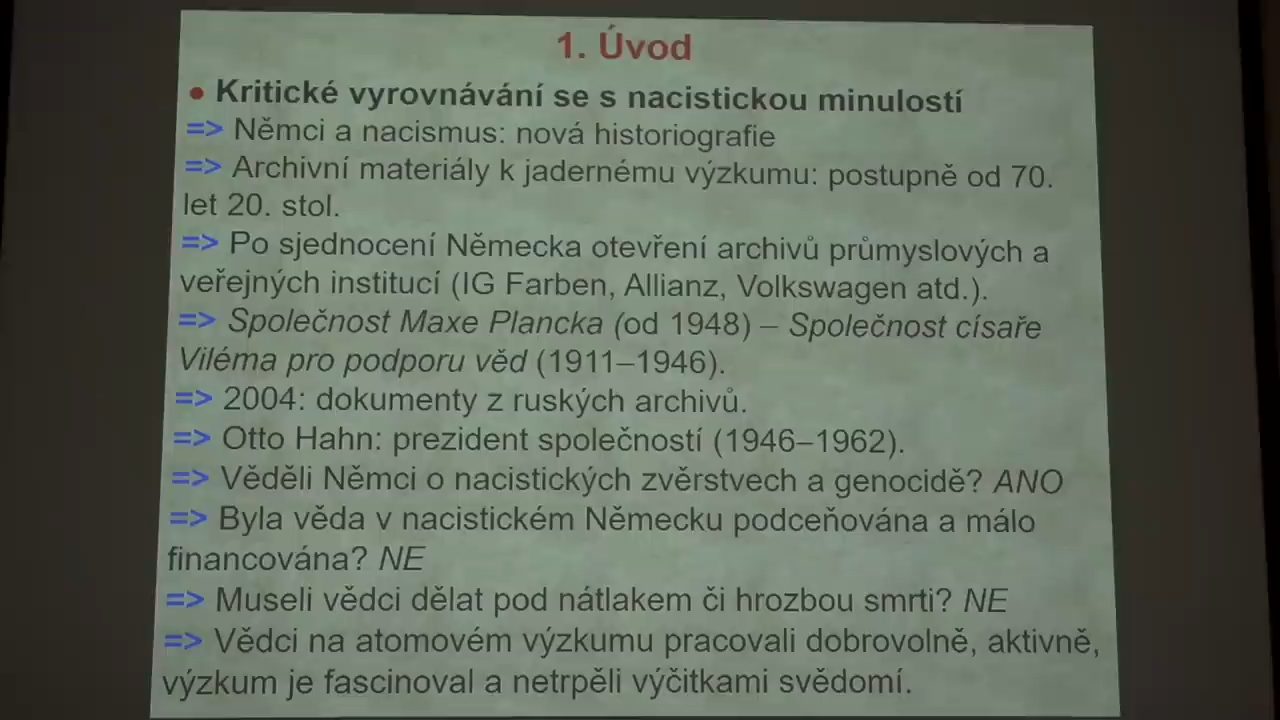 1. Úvod
● Kritické vyrovnávání se s nacistickou minulostí
=> Němci a nacismus: nová historiografie
=> Archivní materiály k jadernému výzkumu: postupně od 70.
let 20. stol.
=> Po sjednocení Německa otevření archivů průmyslových a
veřejných institucí (IG Farben, Allianz, Volkswagen atd.).
=> Společnost Maxe Plancka (od 1948) – Společnost císaře
Viléma pro podporu věd (1911–1946).
=> 2004: dokumenty z ruských archivů.
=> Otto Hahn: prezident společností (1946–1962).
=> Věděli Němci o nacistických zvěrstvech a genocidě? ANO
=> Byla věda v nacistickém Německu podceňována a málo
financována? NE
=> Museli vědci dělat pod nátlakem či hrozbou smrti? NE
=> Vědci na atomovém výzkumu pracovali dobrovolně, aktivně,
výzkum je fascinoval a netrpěli výčitkami svědomí.